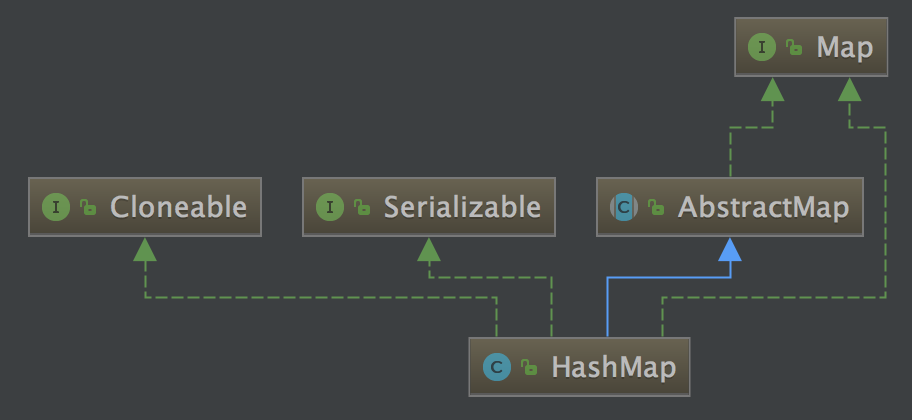 I Map
I Cloneable
I Serializable
C AbstractMap
C HashMap